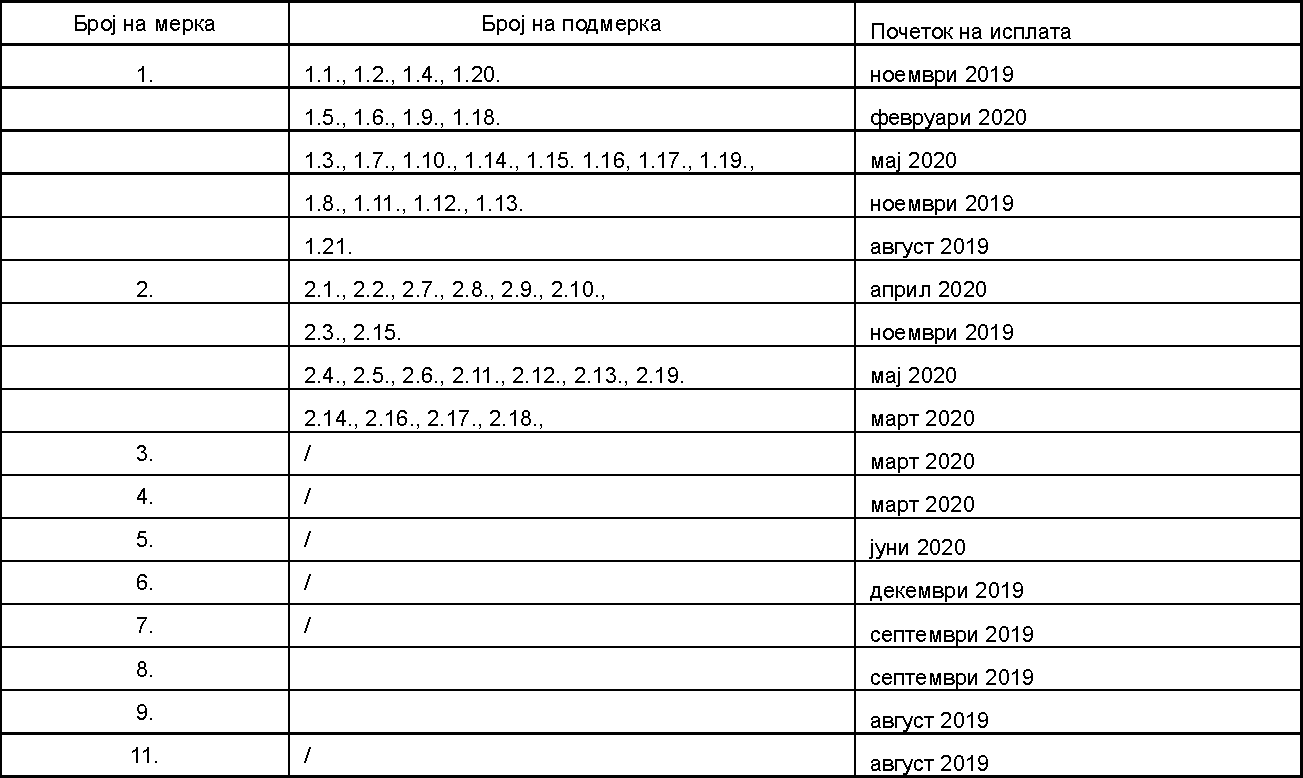 Број на мерка Број на подмерка Почеток на исплата
1. 1.1., 1.2., 1.4., 1.20. ноември 2019
1.5., 1.6., 1.9., 1.18. февруари 2020
1.3., 1.7., 1.10., 1.14., 1.15. 1.16, 1.17., 1.19., мај 2020
1.8., 1.11., 1.12., 1.13. ноември 2019
1.21. август 2019
2. 2.1., 2.2., 2.7., 2.8., 2.9., 2.10., април 2020
2.3., 2.15. ноември 2019
2.4., 2.5., 2.6., 2.11., 2.12., 2.13., 2.19. мај 2020
2.14., 2.16., 2.17., 2.18., март 2020
3. / март 2020
4. / март 2020
5. / јуни 2020
6. / декември 2019
7. / септември 2019
8. септември 2019
9. август 2019
11. / август 2019